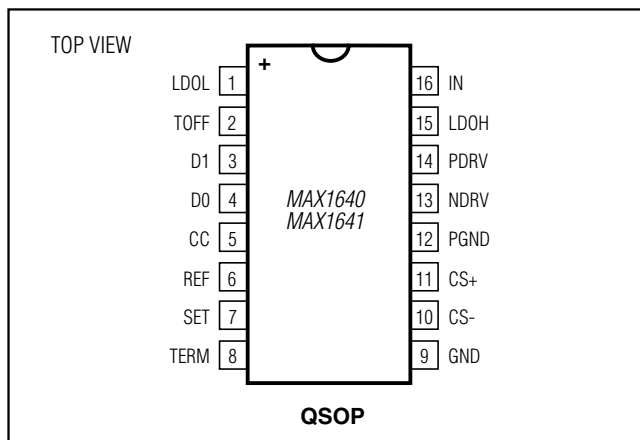 TOP VIEW
+
LDOL 1
TOFF 2
D1 3
D0 4
CC 5
REF 6
SET 7
TERM 8
MAX1640
MAX1641
16 IN
15 LDOH
14 PDRV
13 NDRV
12 PGND
11 CS+
10 CS-
9 GND
QSOP